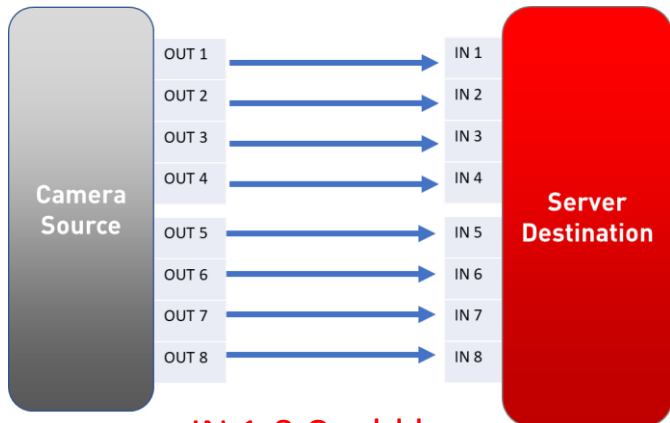 OUT 1 IN 1
OUT 2 IN 2
OUT 3 IN 3
OUT 4 IN 4
Camera
Source
Server
Destination
OUT 5 IN 5
OUT 6 IN 6
OUT 7 IN 7
OUT 8 IN 8